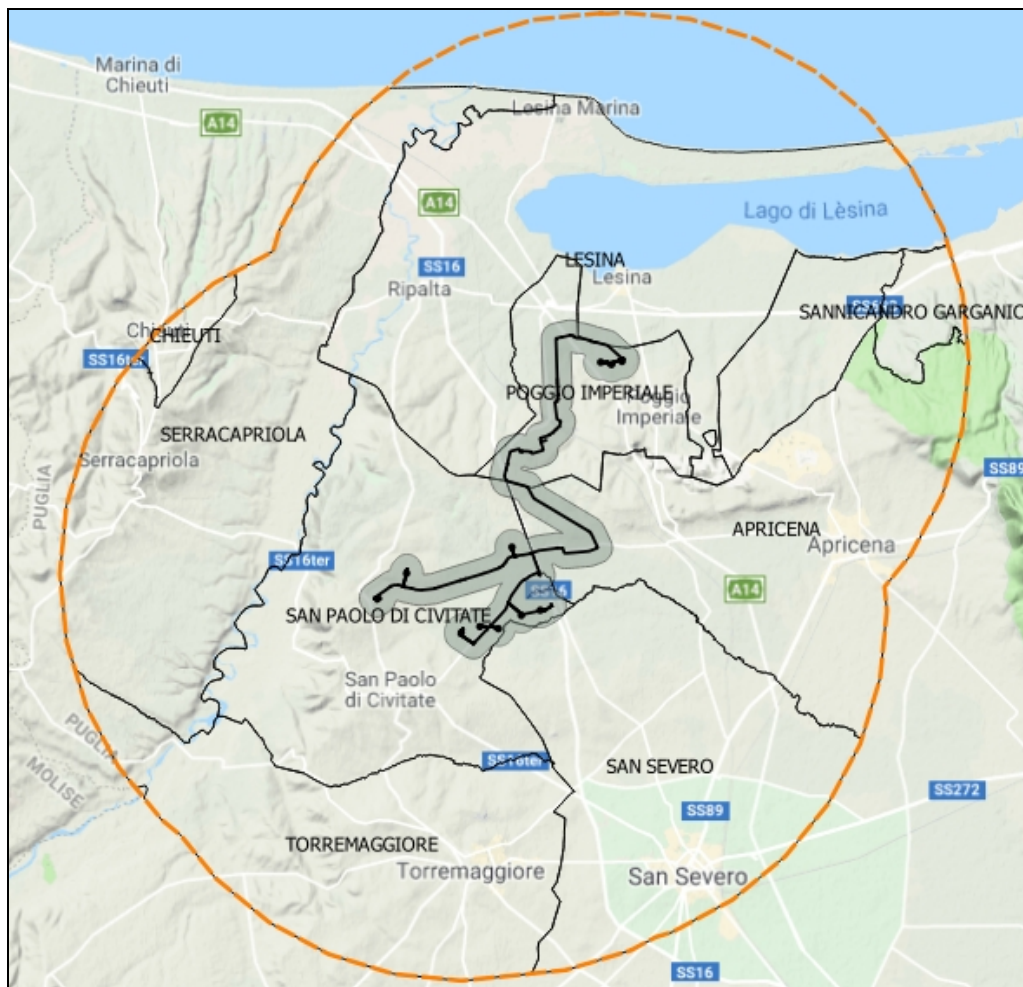 Marina di
Chieuti
A14
Lesina Marina
A14
Lago di Lèsina
SS16
LESINA
Lesina
Ripalta
SANNICANDRO GARGANICO
Chieuti
CHIEUTI
SS16ter
POGGIO IMPERIALE
Poggio
Imperiale
SERRACAPRIOLA
Serracapriola
SS89
PUGLIA
APRICENA
Apricena
SS16ter
SS16
A14
SAN PAOLO DI CIVITATE
San Paolo
di Civitate
PUGLIA
MOLISE
SS16ter
SAN SEVERO
SS272
SS89
TORREMAGGIORE
Torremaggiore
San Severo
SS16